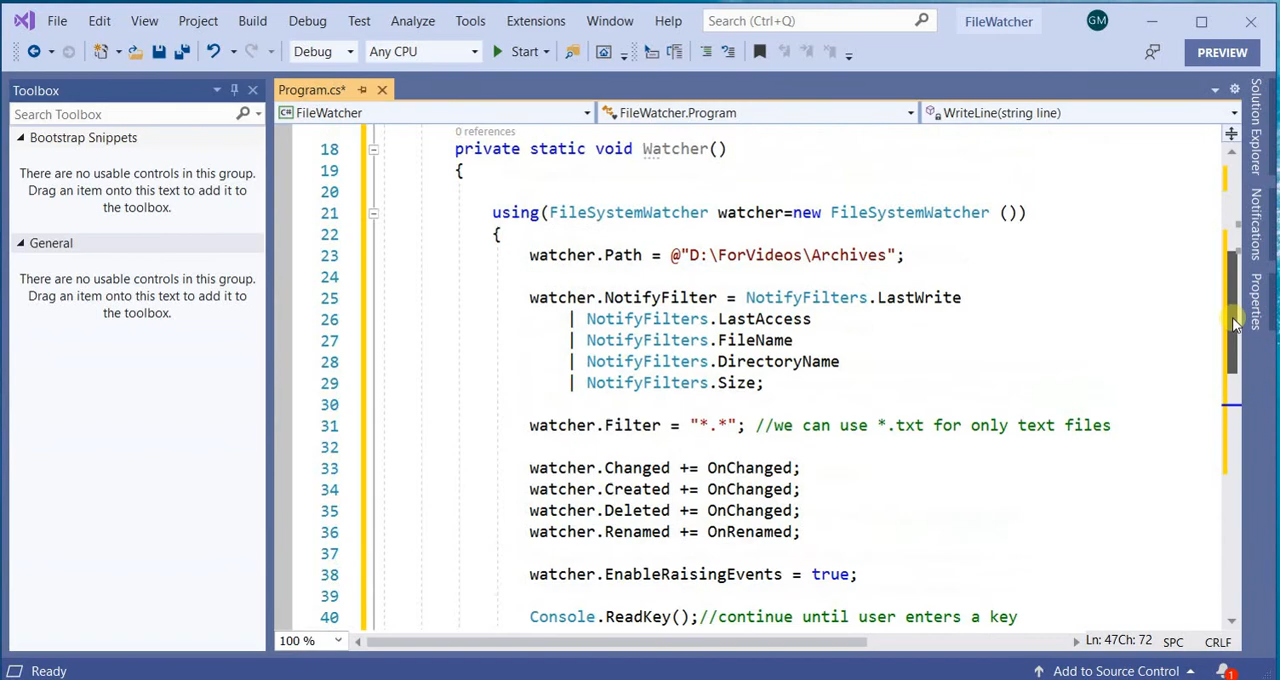 File Edit View Project Build Debug Test Analyze Tools Extensions Window Help Search (Ctrl+Q) FileWatcher GM
Debug Any CPU Start PREVIEW
Toolbox
Program.cs*
Search Toolbox
FileWatcher FileWatcher.Program WriteLine(string line)
Bootstrap Snippets
There are no usable controls in this group.
Drag an item onto this text to add it to
the toolbox.
General
There are no usable controls in this group.
Drag an item onto this text to add it to
the toolbox.
0 references
18 private static void Watcher()
19 {
20
21 using(FileSystemWatcher watcher=new FileSystemWatcher ())
22 {
23 watcher.Path = @"D:\ForVideos\Archives";
24
25 watcher.NotifyFilter = NotifyFilters.LastWrite
26 | NotifyFilters.LastAccess
27 | NotifyFilters.FileName
28 | NotifyFilters.DirectoryName
29 | NotifyFilters.Size;
30
31 watcher.Filter = "*.*"; //we can use *.txt for only text files
32
33 watcher.Changed += OnChanged;
34 watcher.Created += OnChanged;
35 watcher.Deleted += OnChanged;
36 watcher.Renamed += OnRenamed;
37
38 watcher.EnableRaisingEvents = true;
39
40 Console.ReadKey();//continue until user enters a key
Solution Explorer
Notifications
Properties
100 % Ln: 47 Ch: 72 SPC CRLF
Ready Add to Source Control 1